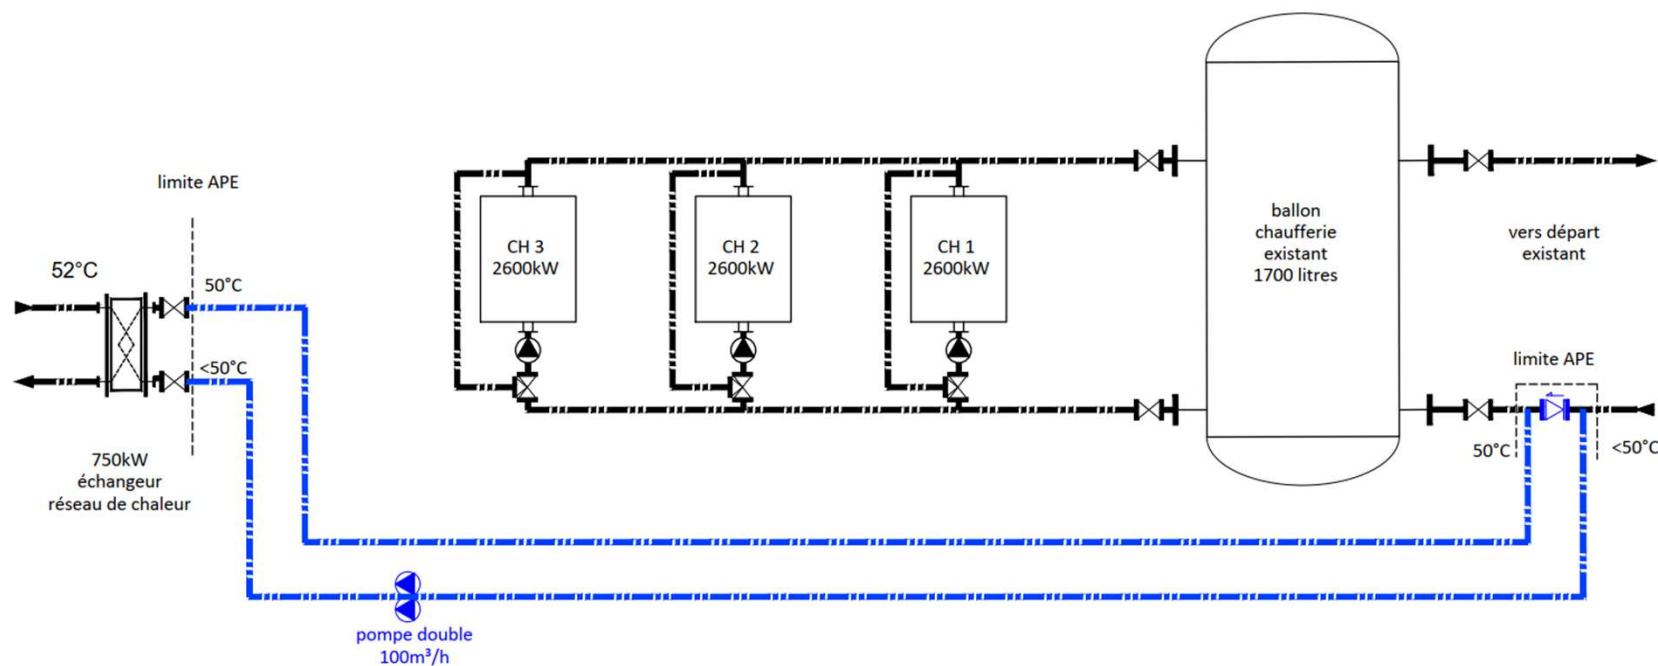 limite APE
52°C
50°C
<50°C
750kW
échangeur
réseau de chaleur
CH 3
2600kW
CH 2
2600kW
CH 1
2600kW
ballon
chaufferie
existant
1700 litres
vers départ
existant
limite APE
50°C
<50°C
pompe double
100m³/h